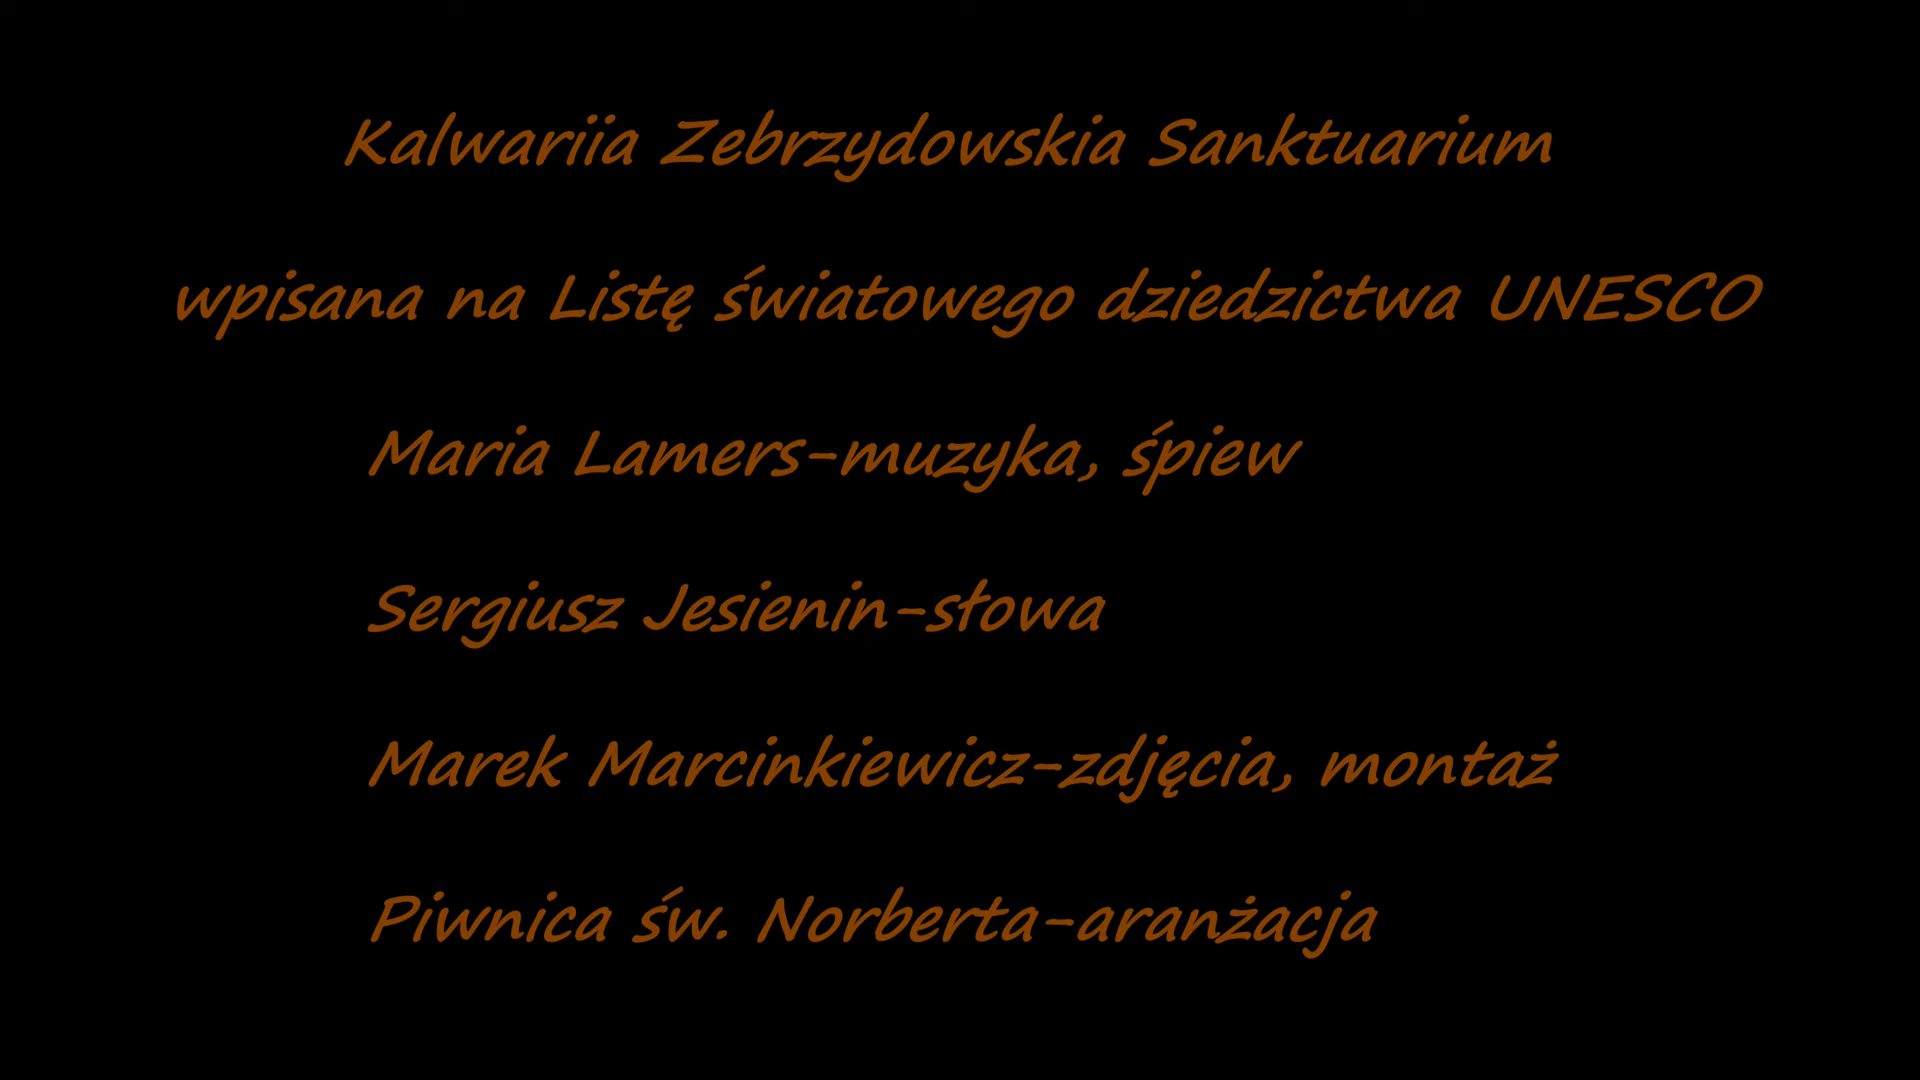 Kalwariia Zebrzydowskia Sanktuarium
wpisana na Listę światowego dziedzictwa UNESCO
Maria Lamers-muzyka, śpiew
Sergiusz Jesienin-słowa
Marek Marcinkiewicz-zdjęcia, montaż
Piwnica św. Norberta-aranżacja